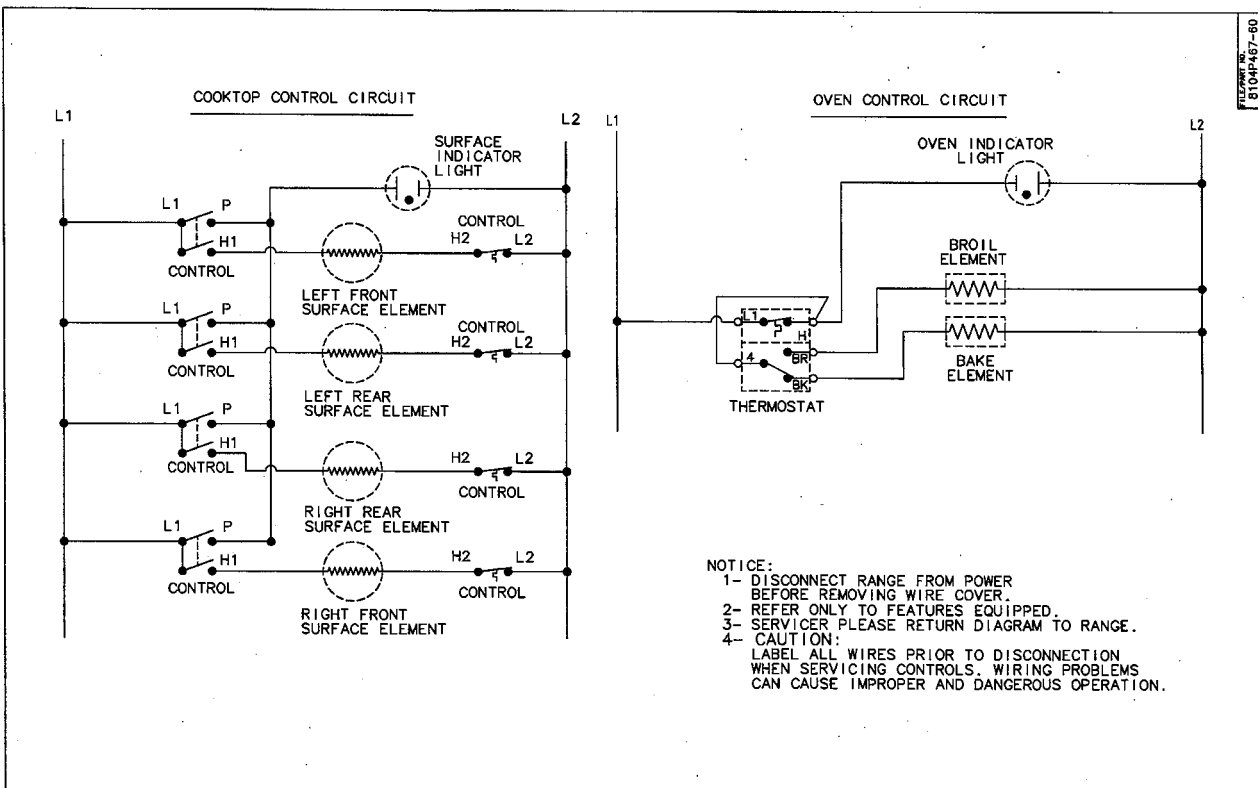 FILE/PART NO.
8104P467-60
COOKTOP CONTROL CIRCUIT
L1
L2
SURFACE
INDICATOR
LIGHT
L1 P
H1
CONTROL
CONTROL
H2 L2
LEFT FRONT
SURFACE ELEMENT
L1 P
H1
CONTROL
CONTROL
H2 L2
LEFT REAR
SURFACE ELEMENT
L1 P
H1
CONTROL
H2 L2
CONTROL
RIGHT REAR
SURFACE ELEMENT
L1 P
H1
CONTROL
H2 L2
CONTROL
RIGHT FRONT
SURFACE ELEMENT
OVEN CONTROL CIRCUIT
L1
L2
OVEN INDICATOR
LIGHT
BROIL
ELEMENT
L1
H
4
BR
BK
THERMOSTAT
BAKE
ELEMENT
NOTICE:
1- DISCONNECT RANGE FROM POWER
BEFORE REMOVING WIRE COVER.
2- REFER ONLY TO FEATURES EQUIPPED.
3- SERVICER PLEASE RETURN DIAGRAM TO RANGE.
4- CAUTION:
LABEL ALL WIRES PRIOR TO DISCONNECTION
WHEN SERVICING CONTROLS. WIRING PROBLEMS
CAN CAUSE IMPROPER AND DANGEROUS OPERATION.